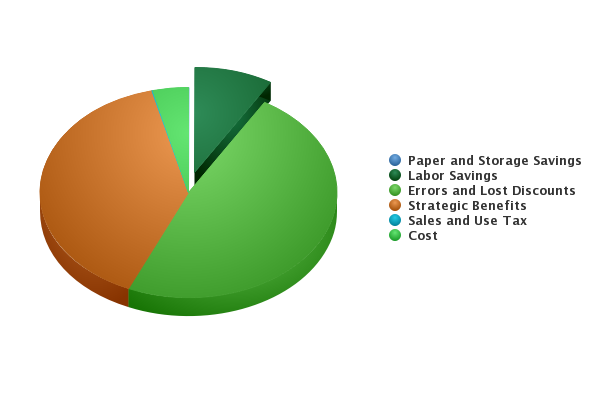 Paper and Storage Savings
Labor Savings
Errors and Lost Discounts
Strategic Benefits
Sales and Use Tax
Cost